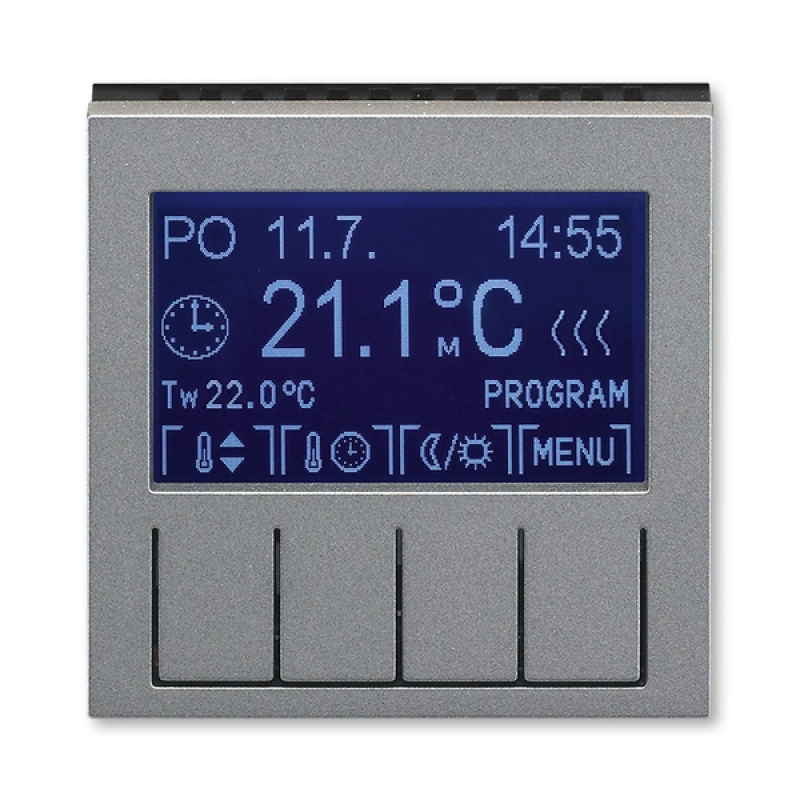 PO 11.7. 14:55
21.1°C
M
Tw 22.0°C PROGRAM
MENU